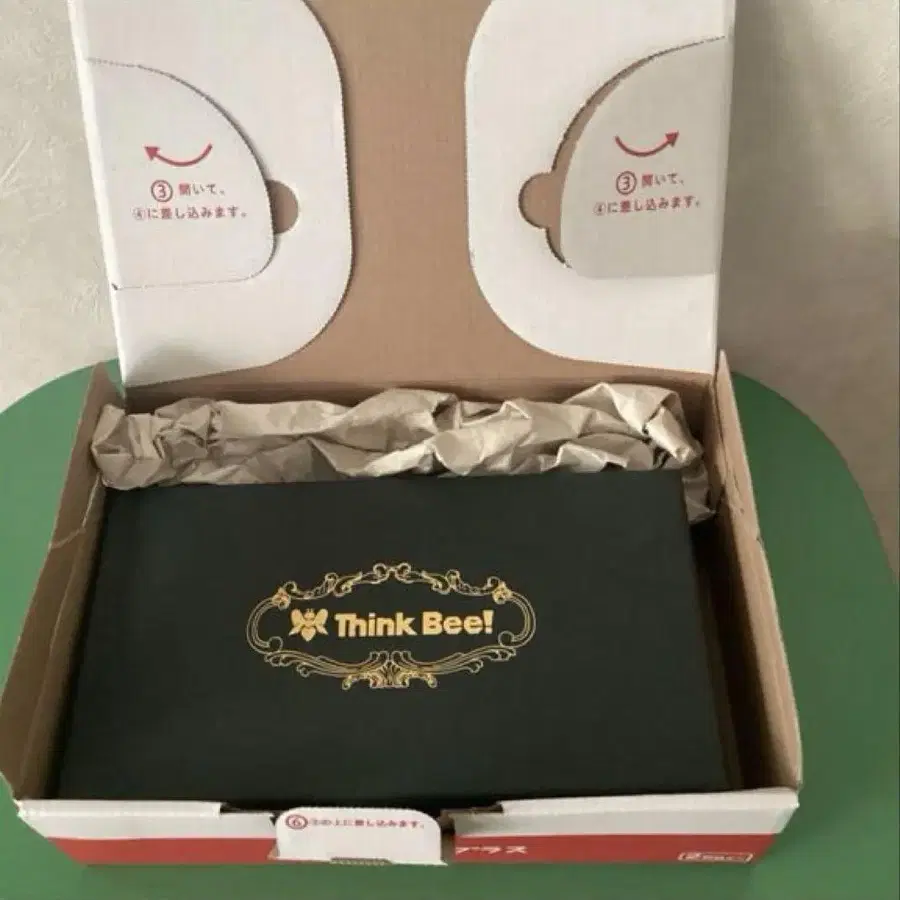 ③ 開いて、
④に差し込みます。
③ 開いて、
④に差し込みます。
Think Bee!
⑥ ⑦の上に差し込みます。
プラス